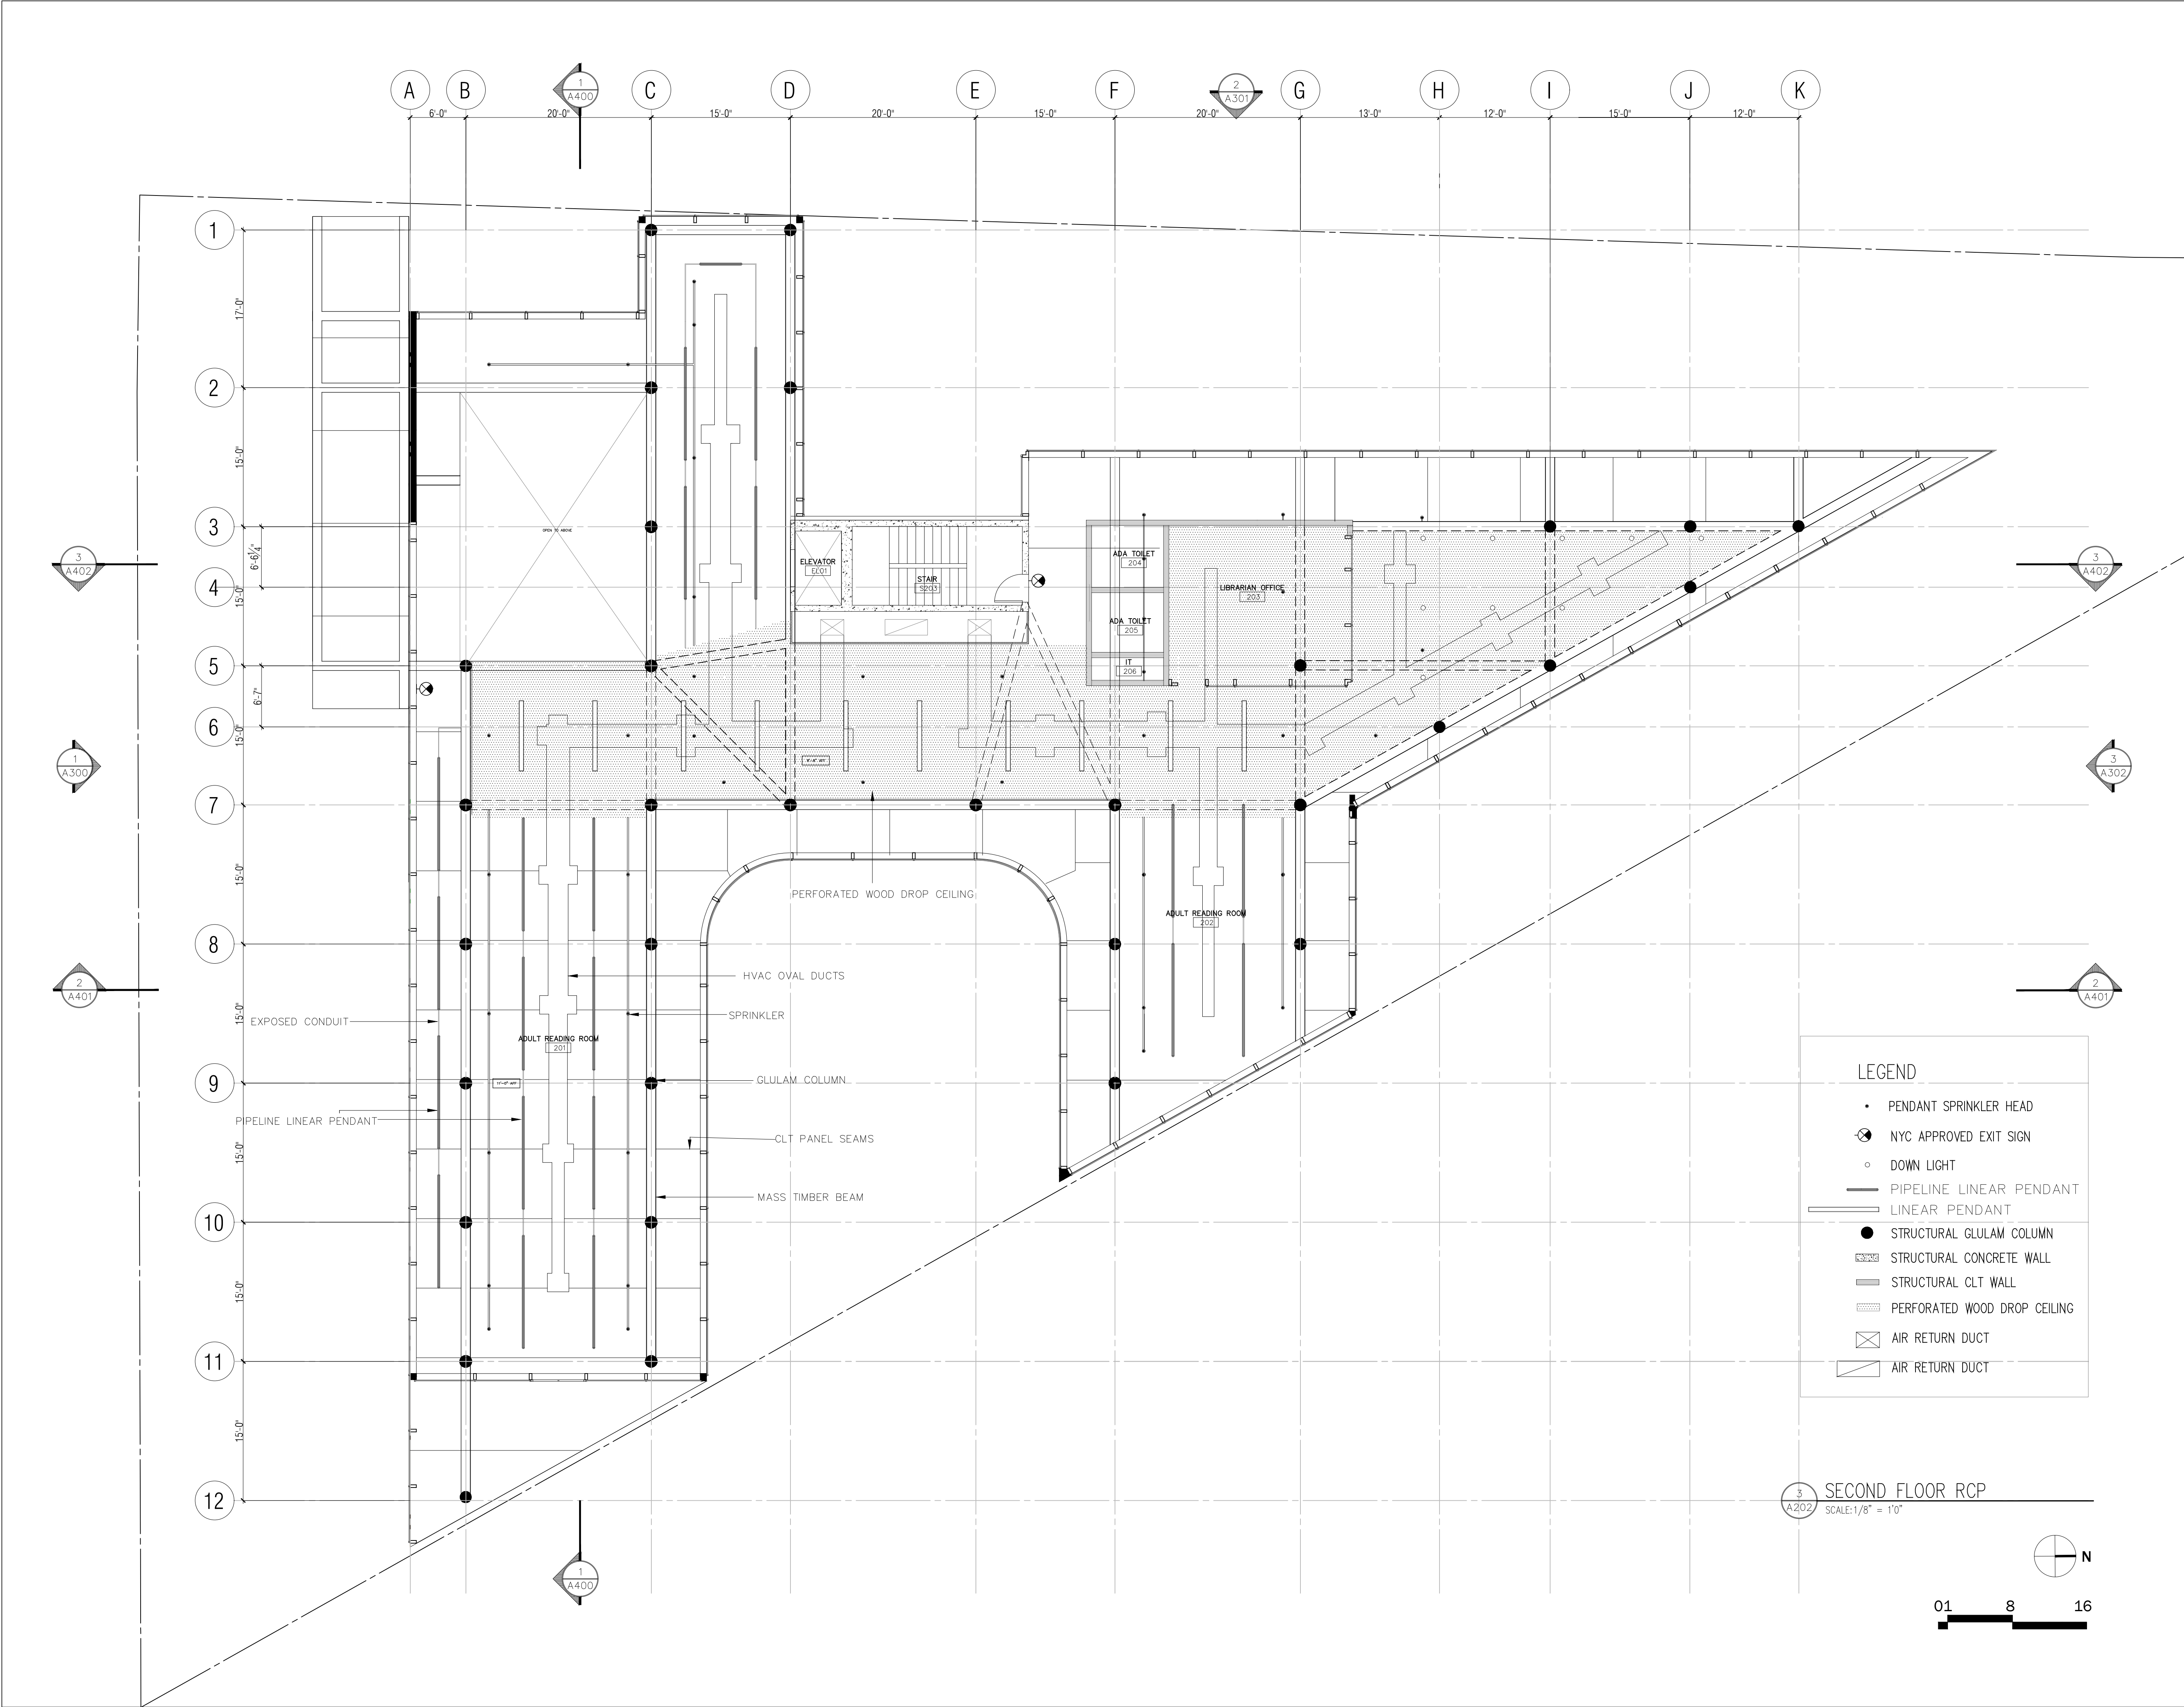 1
A400
2
A301
A B C D E F G H I J K
6'-0" 20'-0" 15'-0" 20'-0" 15'-0" 20'-0" 13'-0" 12'-0" 15'-0" 12'-0"
1
17'-0"
2
15'-0"
3
OPEN TO ABOVE
6'-6¼"
3
A402
3
A402
ELEVATOR
EL01
STAIR
S203
ADA TOILET
204
LIBRARIAN OFFICE
203
4
15'-0"
ADA TOILET
205
IT
206
5
6'-7"
6
15'-0"
1
A300
3
A302
7
15'-0"
PERFORATED WOOD DROP CEILING
ADULT READING ROOM
202
8
HVAC OVAL DUCTS
2
A401
2
A401
15'-0"
EXPOSED CONDUIT
SPRINKLER
ADULT READING ROOM
201
9
11'-0" AFF
GLULAM COLUMN
PIPELINE LINEAR PENDANT
CLT PANEL SEAMS
15'-0"
MASS TIMBER BEAM
10
15'-0"
11
15'-0"
12
1
A400
LEGEND
PENDANT SPRINKLER HEAD
NYC APPROVED EXIT SIGN
DOWN LIGHT
PIPELINE LINEAR PENDANT
LINEAR PENDANT
STRUCTURAL GLULAM COLUMN
STRUCTURAL CONCRETE WALL
STRUCTURAL CLT WALL
PERFORATED WOOD DROP CEILING
AIR RETURN DUCT
AIR RETURN DUCT
3
A202
SECOND FLOOR RCP
SCALE:1/8" = 1'0"
N
01 8 16